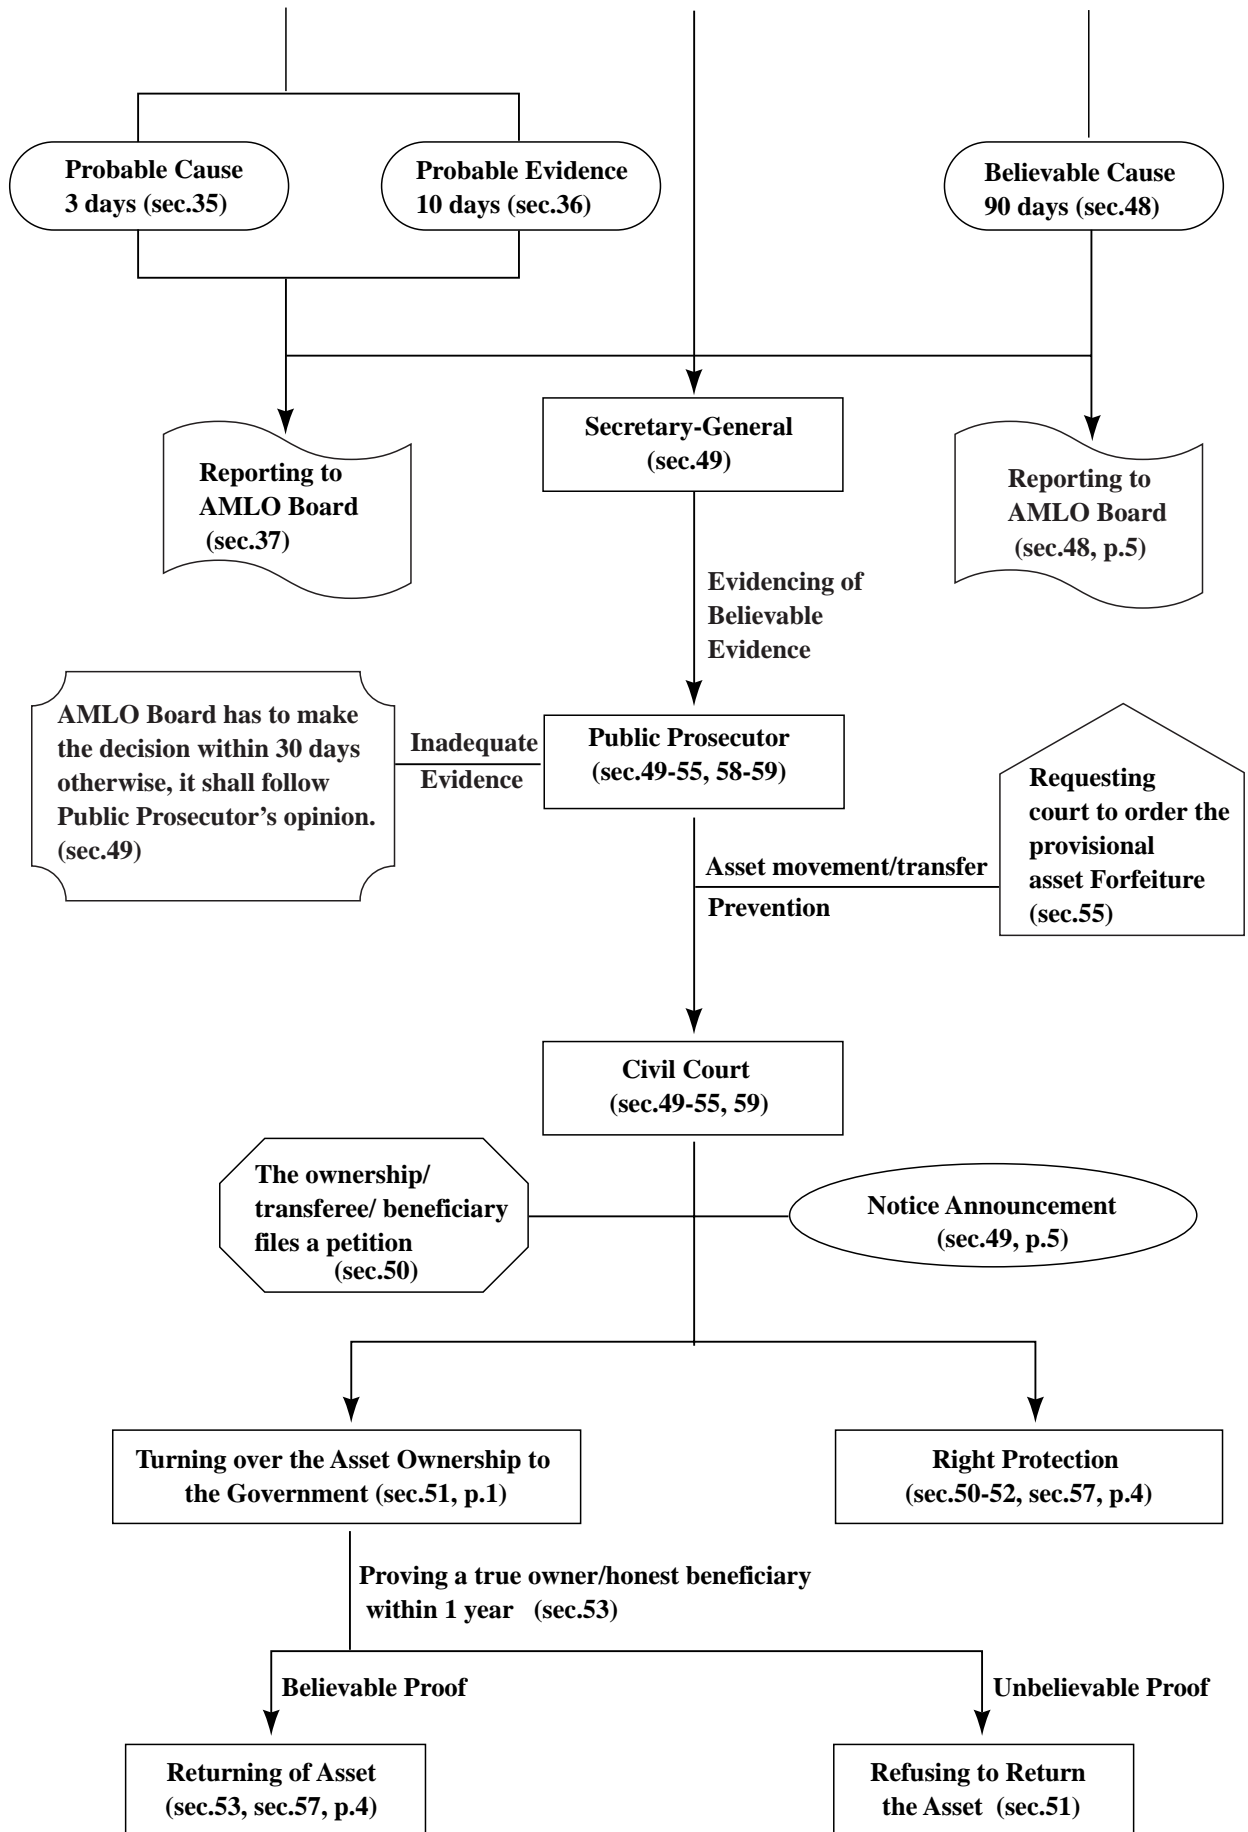 Probable Cause
3 days (sec.35)
Probable Evidence
10 days (sec.36)
Believable Cause
90 days (sec.48)
Reporting to
AMLO Board
(sec.37)
Secretary-General
(sec.49)
Reporting to
AMLO Board
(sec.48, p.5)
Evidencing of
Believable
Evidence
AMLO Board has to make
the decision within 30 days
otherwise, it shall follow
Public Prosecutor's opinion.
(sec.49)
Inadequate
Evidence
Public Prosecutor
(sec.49-55, 58-59)
Requesting
court to order the
provisional
asset Forfeiture
(sec.55)
Asset movement/transfer
Prevention
Civil Court
(sec.49-55, 59)
The ownership/
transferee/ beneficiary
files a petition
(sec.50)
Notice Announcement
(sec.49, p.5)
Turning over the Asset Ownership to
the Government (sec.51, p.1)
Right Protection
(sec.50-52, sec.57, p.4)
Proving a true owner/honest beneficiary
within 1 year (sec.53)
Believable Proof
Unbelievable Proof
Returning of Asset
(sec.53, sec.57, p.4)
Refusing to Return
the Asset (sec.51)